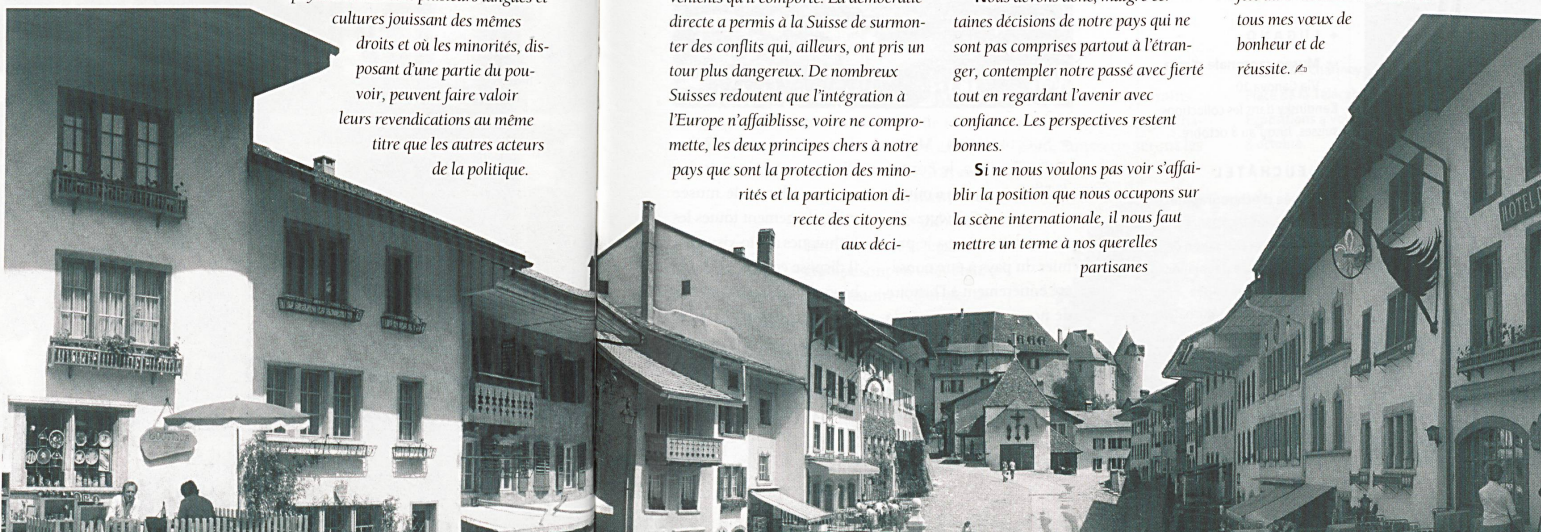 cultures jouissant des mêmes
droits et où les minorités, dis-
posant d'une partie du pou-
voir, peuvent faire valoir
leurs revendications au même
titre que les autres acteurs
de la politique.
directe a permis à la Suisse de surmon-
ter des conflits qui, ailleurs, ont pris un
tour plus dangereux. De nombreux
Suisses redoutent que l'intégration à
l'Europe n'affaiblisse, voire ne compro-
mette, les deux principes chers à notre
pays que sont la protection des mino-
rités et la participation di-
recte des citoyens
aux déci-
taines décisions de notre pays qui ne
sont pas comprises partout à l'étran-
ger, contempler notre passé avec fierté
tout en regardant l'avenir avec
confiance. Les perspectives restent
bonnes.
Si ne nous voulons pas voir s'affai-
blir la position que nous occupons sur
la scène internationale, il nous faut
mettre un terme à nos querelles
partisanes
tous mes vœux de
bonheur et de
réussite.
HOTEL